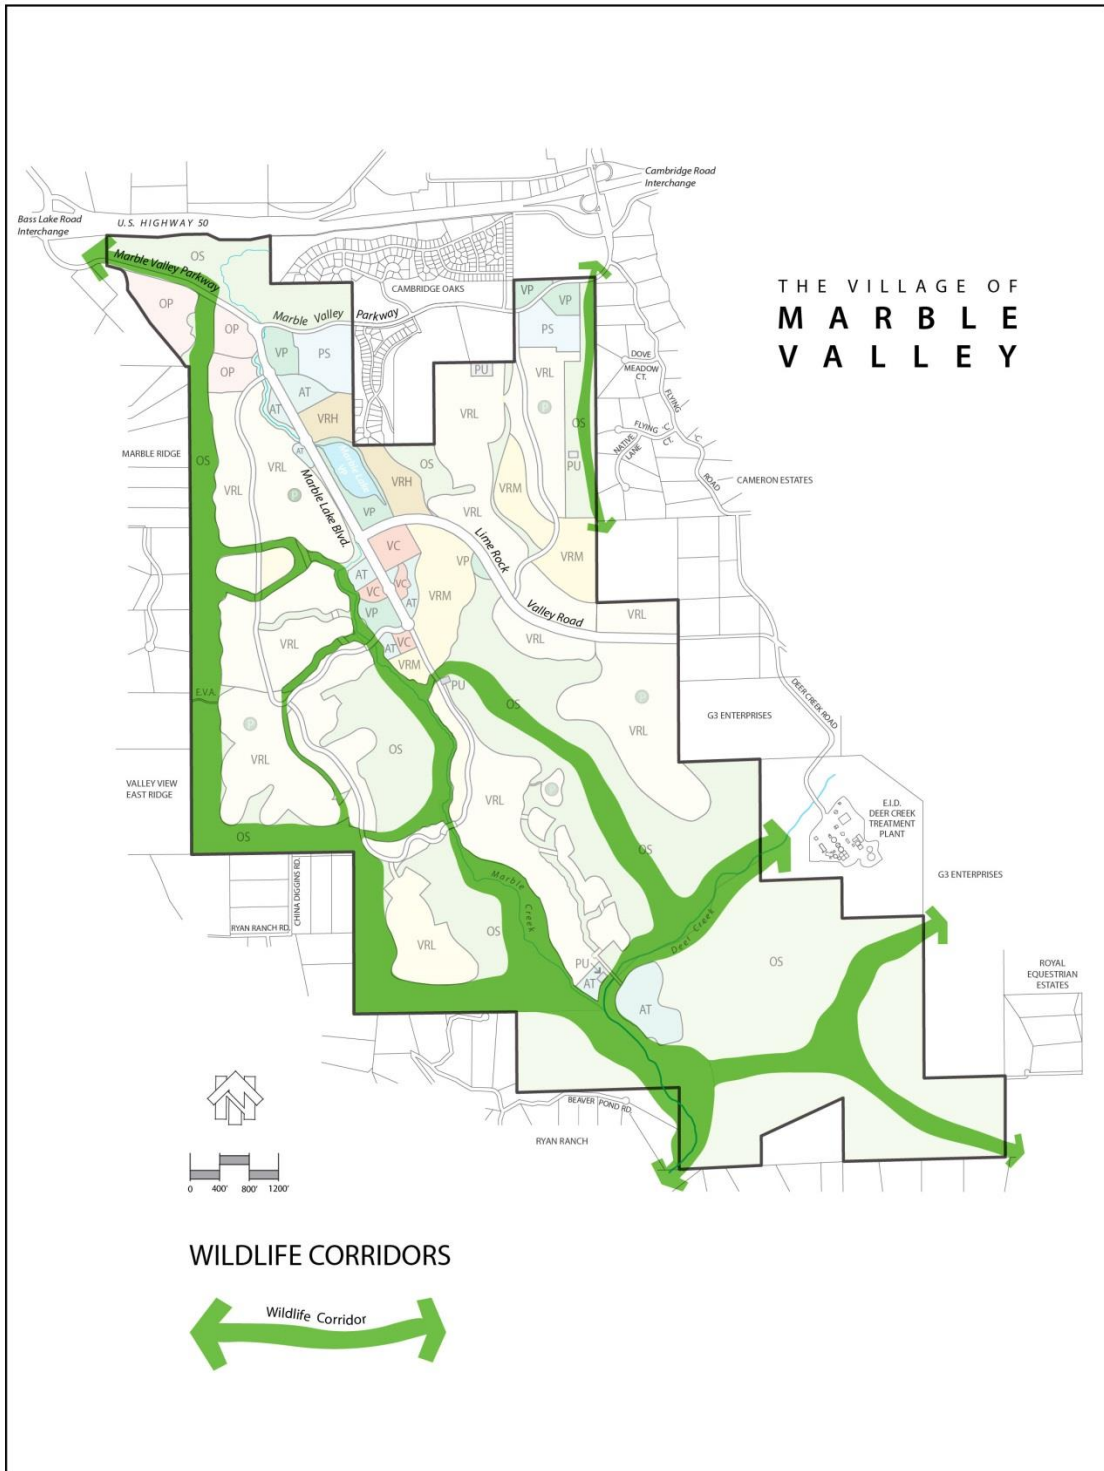 Cambridge Road
Interchange
Bass Lake Road
Interchange
U.S. HIGHWAY 50
THE VILLAGE OF
MARBLE
VALLEY
Marble Valley Parkway
OS
CAMBRIDGE OAKS
VP
VP
OP
OP
Marble Valley Parkway
PS
VP
PS
DOVE
MEADOW
CT.
OP
PU
VRL
VRL
AT
AT
VRH
P
FLYING
FLYING
'C'
CT.
'C'
ROAD
NATIVE
LANE
OS
AT
MARBLE RIDGE
OS
VRL
VRL
Marble Lake
VP
OS
PU
CAMERON ESTATES
VRH
VRM
P
Marble Lake Blvd.
VP
VRL
Lime Rock
Valley Road
VC
VP
VRM
AT
VC
VC
AT
VRM
VP
VRL
VRL
VRL
AT
VC
VRM
PU
E.V.A.
OS
P
DEER CREEK ROAD
P
G3 ENTERPRISES
VRL
OS
VRL
VALLEY VIEW
EAST RIDGE
VRL
P
E.I.D.
DEER CREEK
TREATMENT
PLANT
OS
OS
Marble
Creek
G3 ENTERPRISES
CHINA DIGGINS RD.
RYAN RANCH RD.
VRL
OS
Deer Creek
PU
AT
OS
ROYAL
EQUESTRIAN
ESTATES
AT
BEAVER POND RD.
RYAN RANCH
N
0 400' 800' 1200'
WILDLIFE CORRIDORS
Wildlife Corridor